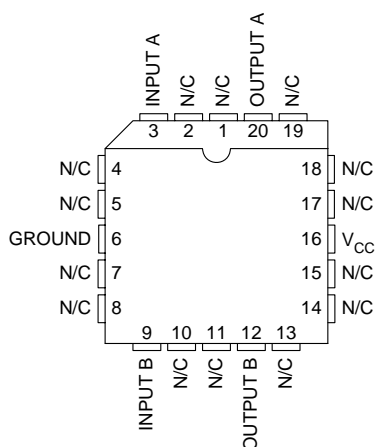 INPUT A
N/C
N/C
OUTPUT A
N/C
3 2 1 20 19
N/C 4 18 N/C
N/C 5 17 N/C
GROUND 6 16 VCC
N/C 7 15 N/C
N/C 8 14 N/C
9 10 11 12 13
INPUT B
N/C
N/C
OUTPUT B
N/C